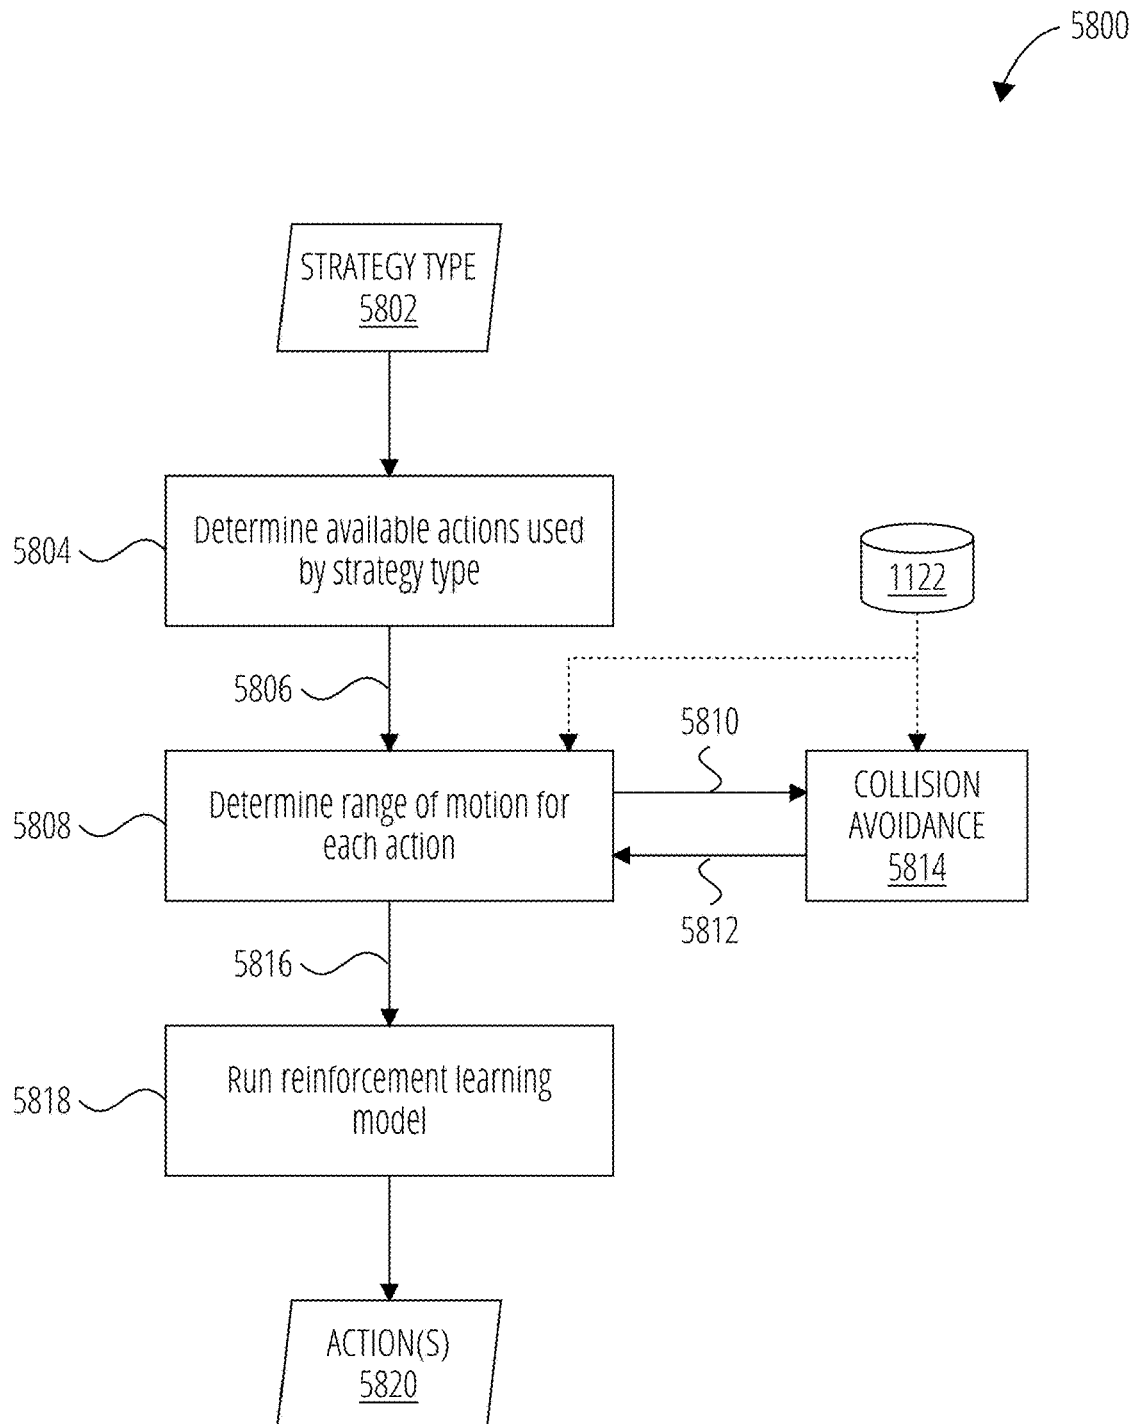 5800
STRATEGY TYPE
5802
5804
Determine available actions used
by strategy type
1122
5806
5810
5808
Determine range of motion for
each action
COLLISION
AVOIDANCE
5814
5812
5816
5818
Run reinforcement learning
model
ACTION(S)
5820